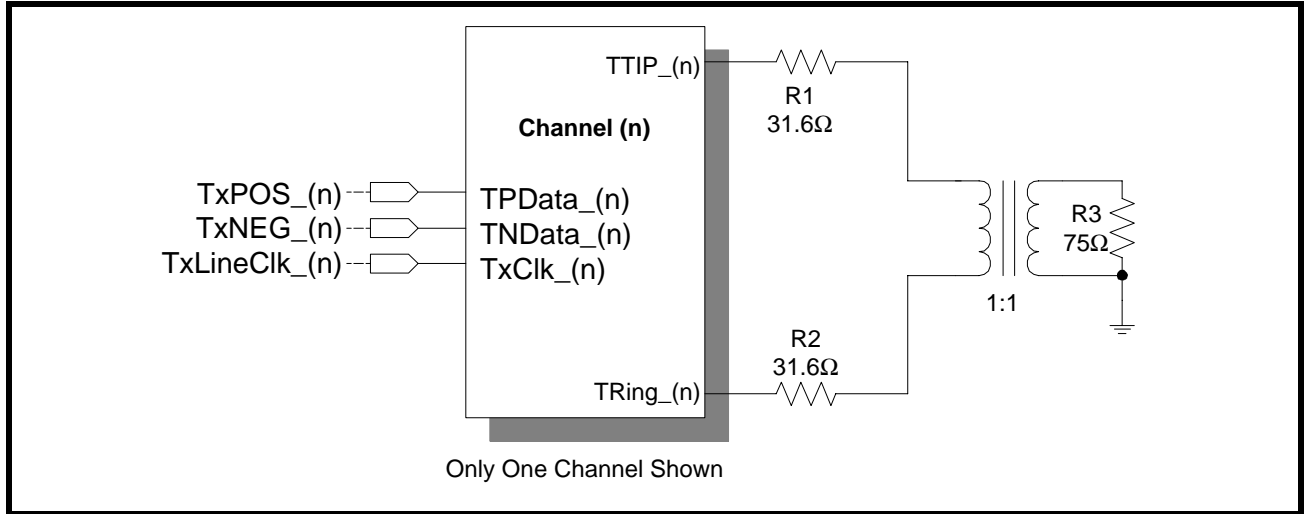 TTIP_(n)
R1
31.6Ω
Channel (n)
TxPOS_(n)
TPData_(n)
TxNEG_(n)
TNData_(n)
TxLineClk_(n)
TxClk_(n)
R3
75Ω
1:1
R2
31.6Ω
TRing_(n)
Only One Channel Shown